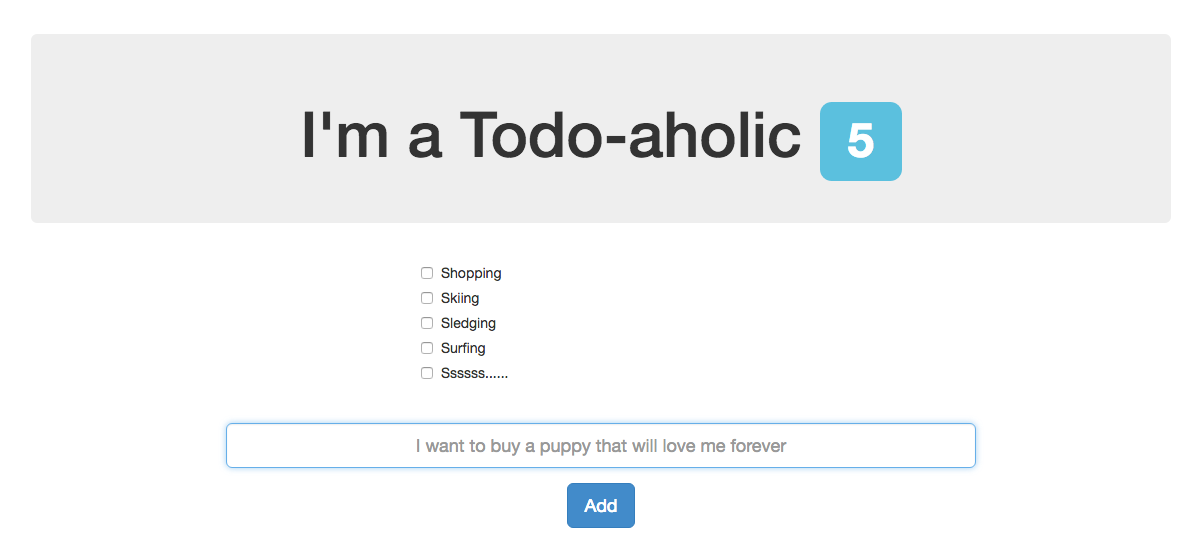 I'm a Todo-aholic 5
Shopping
Skiing
Sledging
Surfing
Ssssss......
I want to buy a puppy that will love me forever
Add